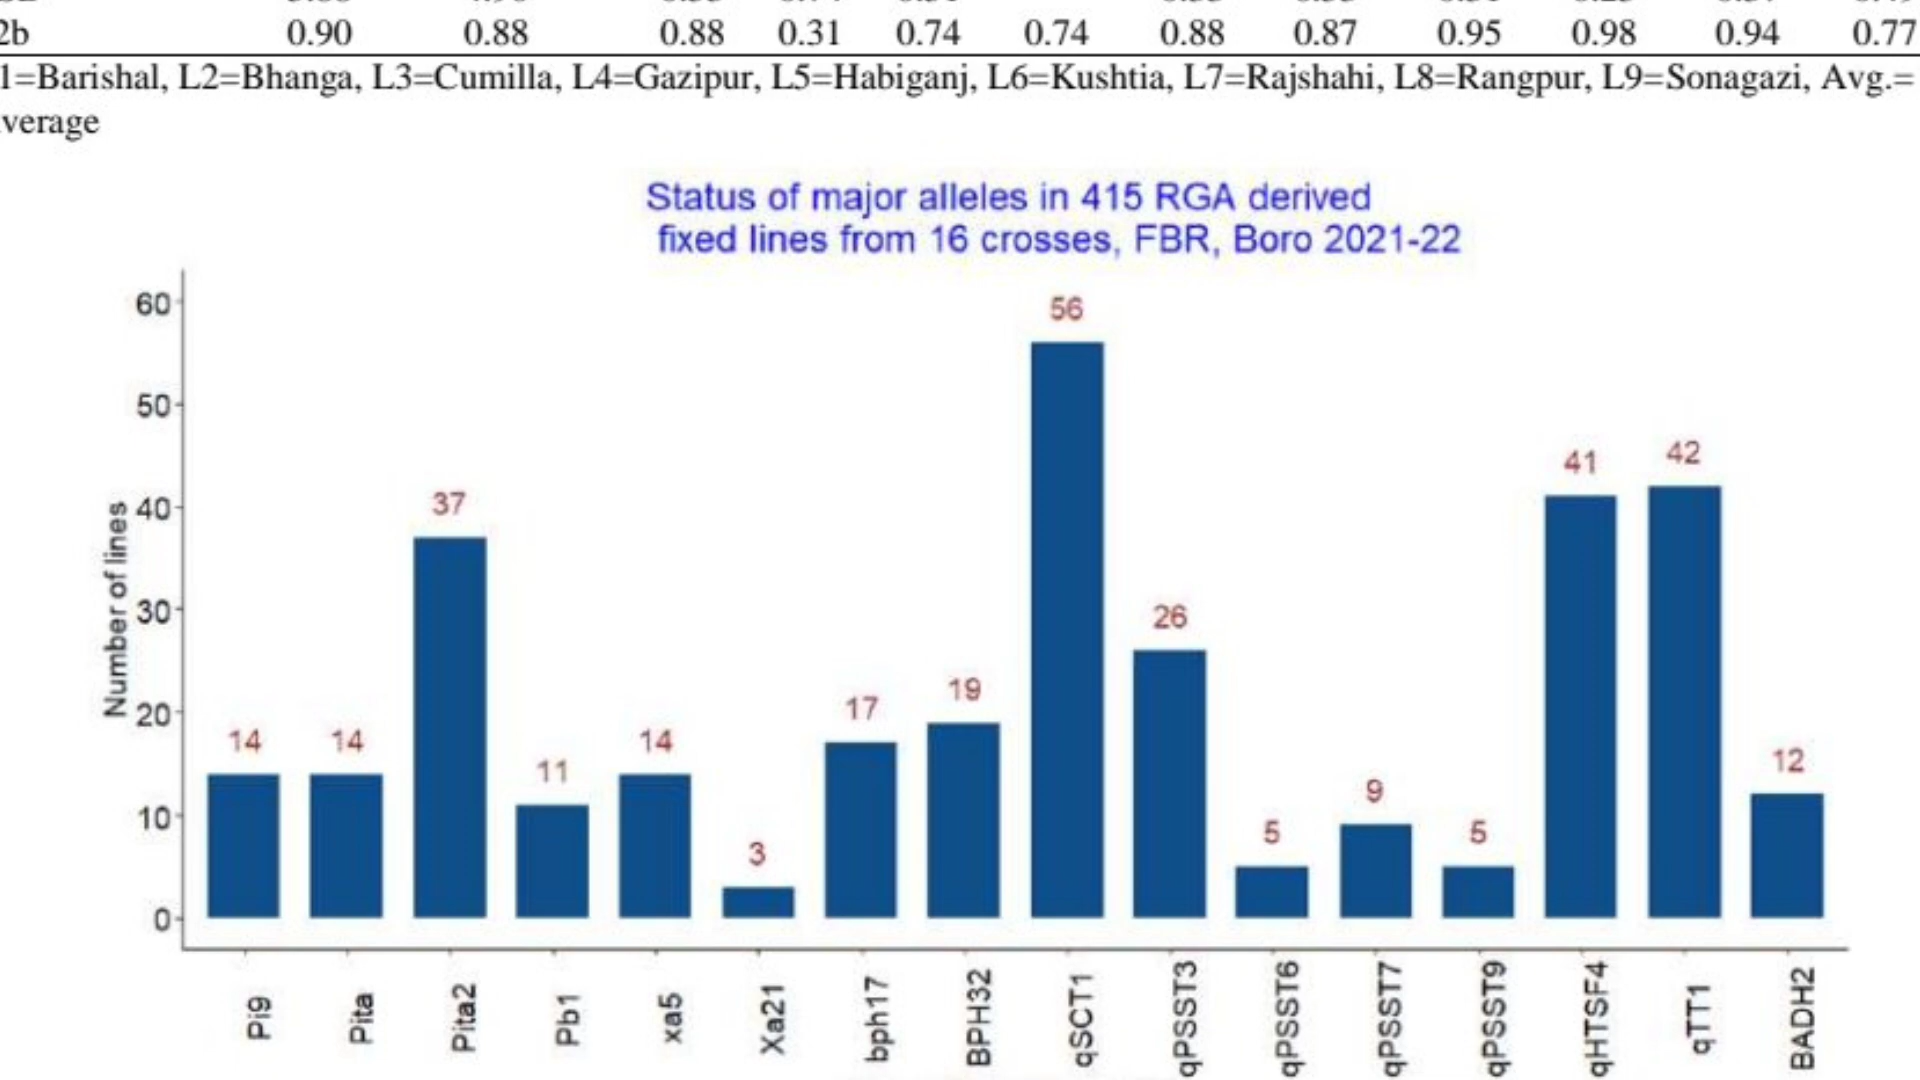 2b 0.90 0.88 0.88 0.31 0.74 0.74 0.88 0.87 0.95 0.98 0.94 0.77
1=Barishal, L2=Bhanga, L3=Cumilla, L4=Gazipur, L5=Habiganj, L6=Kushtia, L7=Rajshahi, L8=Rangpur, L9=Sonagazi, Avg.=
verage
Status of major alleles in 415 RGA derived
fixed lines from 16 crosses, FBR, Boro 2021-22
Number of lines
60
50
40
30
20
10
0
14 14 37 11 14 3 17 19 56 26 5 9 5 41 42 12
Pi9 Pita Pita2 Pb1 xa5 Xa21 bph17 BPH32 qSCT1 qPSST3 qPSST6 qPSST7 qPSST9 qHTSF4 qTT1 BADH2